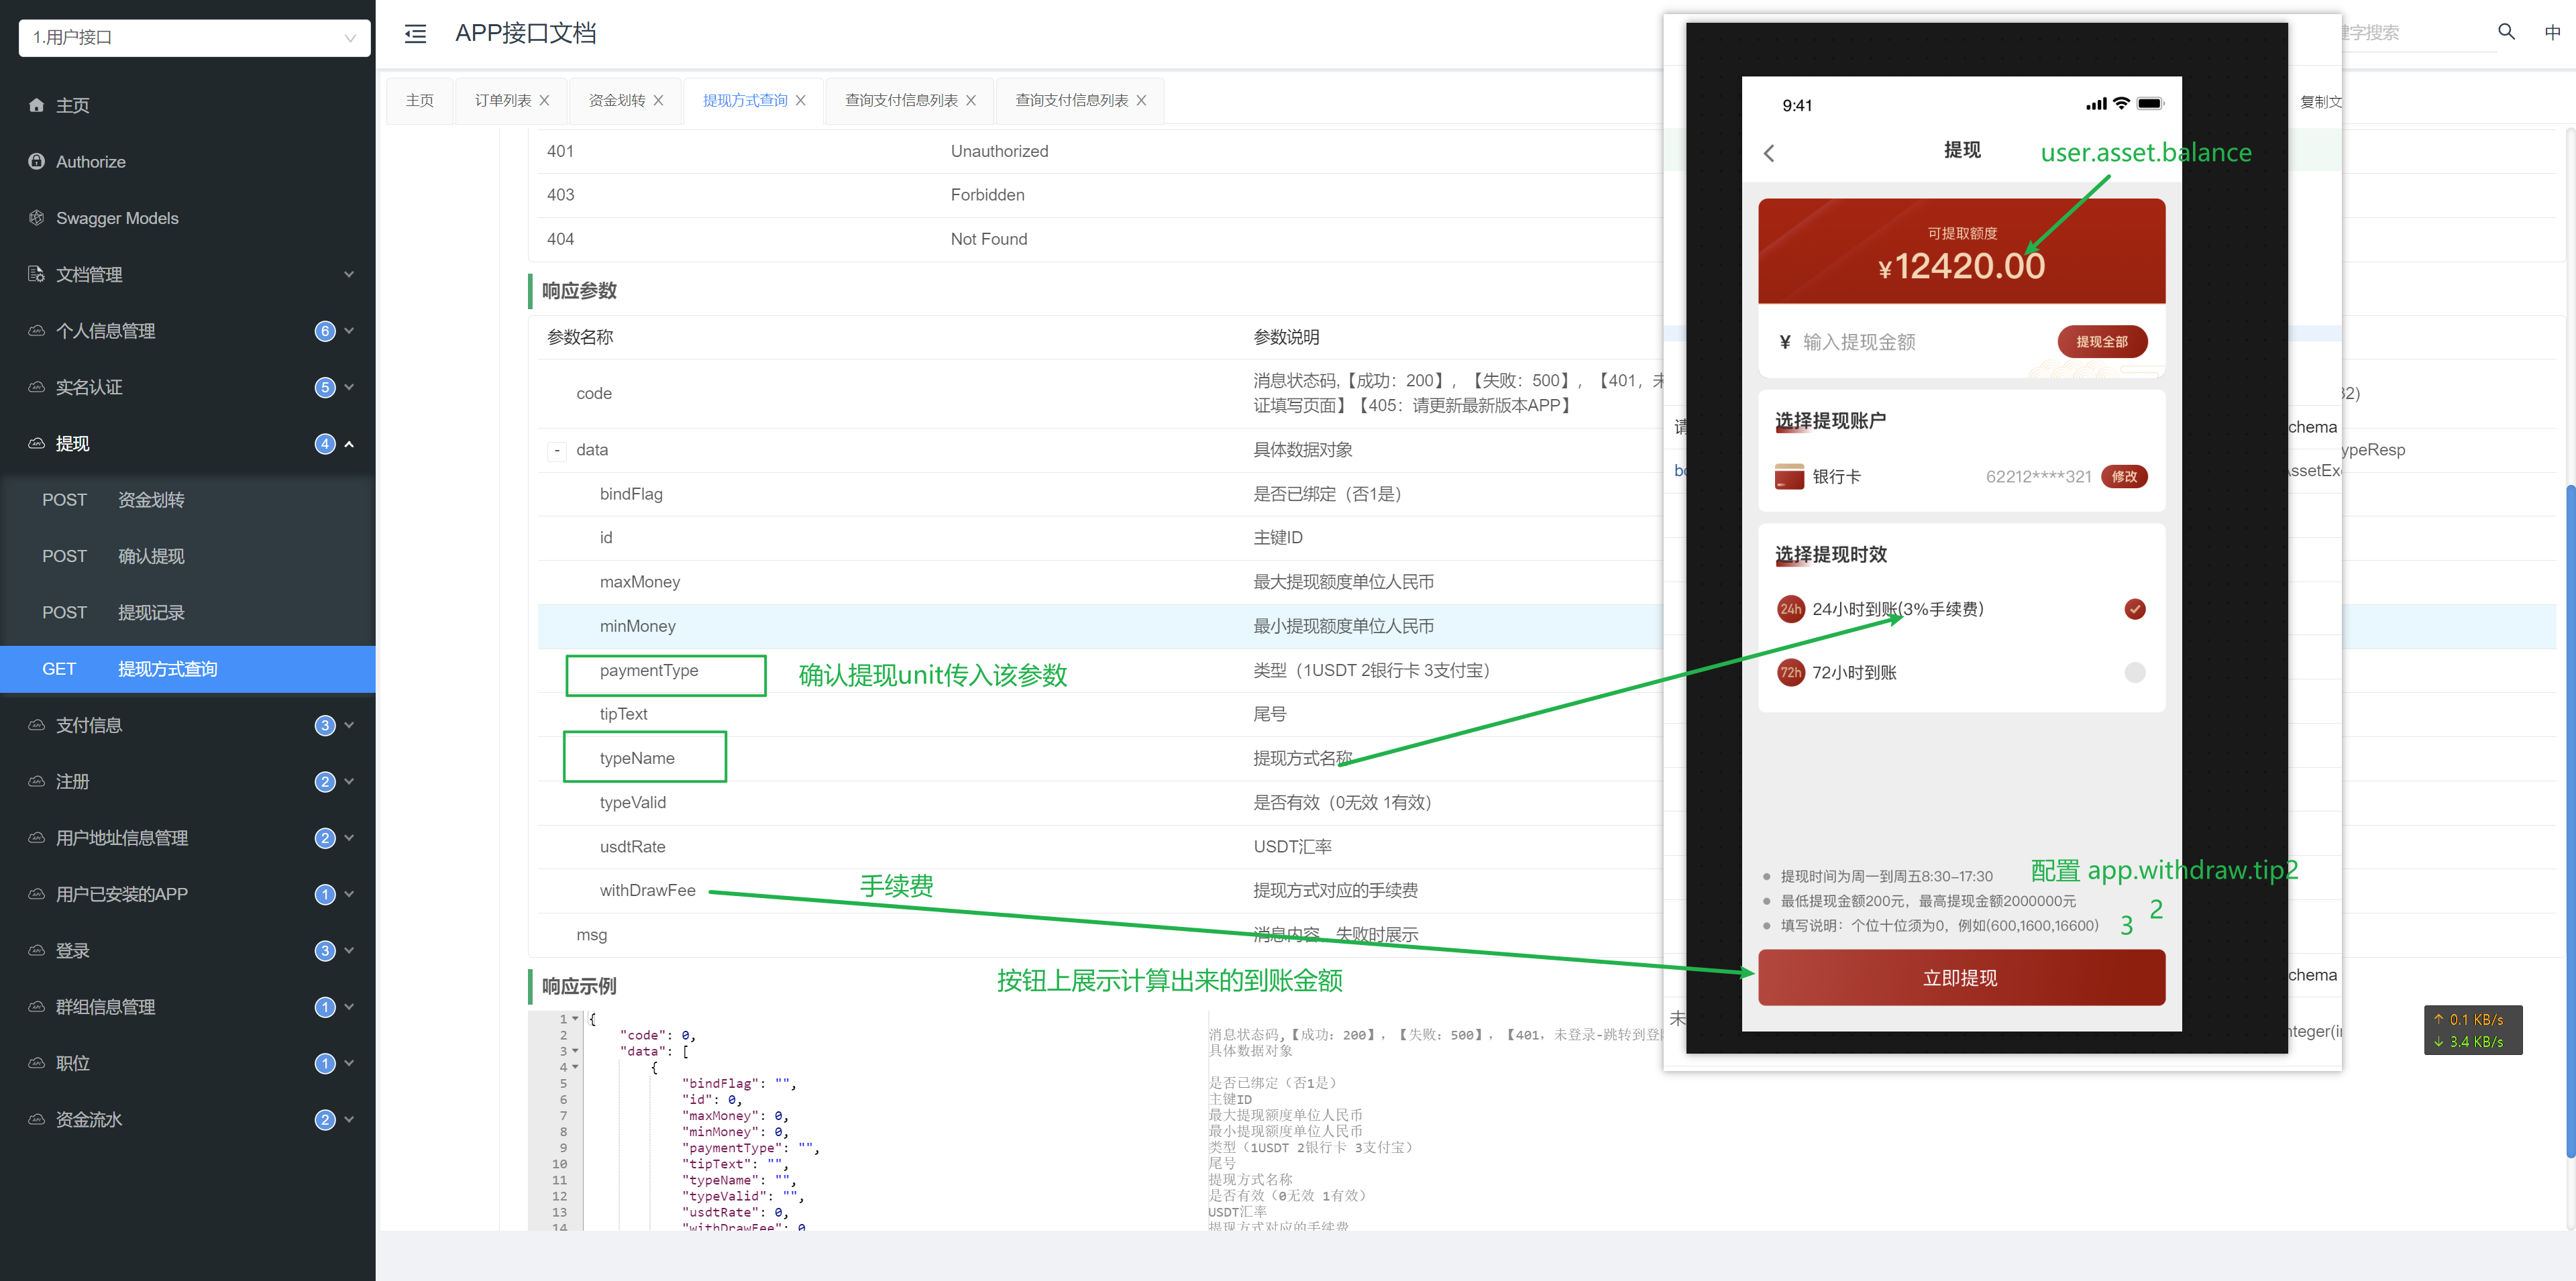 1.用户接口
主页
Authorize
Swagger Models
文档管理
个人信息管理 6
实名认证 5
提现 4
POST 资金划转
POST 确认提现
POST 提现记录
GET 提现方式查询
支付信息 3
注册 2
用户地址信息管理 2
用户已安装的APP 1
登录 3
群组信息管理 1
职位 1
资金流水 2
APP接口文档
键字搜索
中
主页 订单列表 资金划转 提现方式查询 查询支付信息列表 查询支付信息列表
复制文
401 Unauthorized
403 Forbidden
404 Not Found
响应参数
参数名称 参数说明
code 消息状态码,【成功：200】，【失败：500】，【401，未
证填写页面】【405：请更新最新版本APP】
- data 具体数据对象
bindFlag 是否已绑定（否1是）
id 主键ID
maxMoney 最大提现额度单位人民币
minMoney 最小提现额度单位人民币
paymentType 确认提现unit传入该参数 类型（1USDT 2银行卡 3支付宝）
tipText 尾号
typeName 提现方式名称
typeValid 是否有效（0无效 1有效）
usdtRate USDT汇率
withDrawFee 手续费 提现方式对应的手续费
msg 消息内容，失败时展示
按钮上展示计算出来的到账金额
响应示例
1 {
2 "code": 0, 消息状态码,【成功：200】，【失败：500】，【401，未登录-跳转到登
3 "data": [ 具体数据对象
4 {
5 "bindFlag": "", 是否已绑定（否1是）
6 "id": 0, 主键ID
7 "maxMoney": 0, 最大提现额度单位人民币
8 "minMoney": 0, 最小提现额度单位人民币
9 "paymentType": "", 类型（1USDT 2银行卡 3支付宝）
10 "tipText": "", 尾号
11 "typeName": "", 提现方式名称
12 "typeValid": "", 是否有效（0无效 1有效）
13 "usdtRate": 0, USDT汇率
14 "withDrawFee": 0 提现方式对应的手续费
9:41
提现
user.asset.balance
可提取额度
¥12420.00
¥ 输入提现金额 提现全部
选择提现账户
银行卡 62212****321 修改
选择提现时效
24h 24小时到账(3%手续费)
72h 72小时到账
配置 app.withdraw.tip2
提现时间为周一到周五8:30-17:30
最低提现金额200元，最高提现金额2000000元 2
填写说明：个位十位须为0，例如(600,1600,16600) 3
立即提现
请
未
32)
chema
ypeResp
AssetEx
chema
nteger(i
↑ 0.1 KB/s
↓ 3.4 KB/s